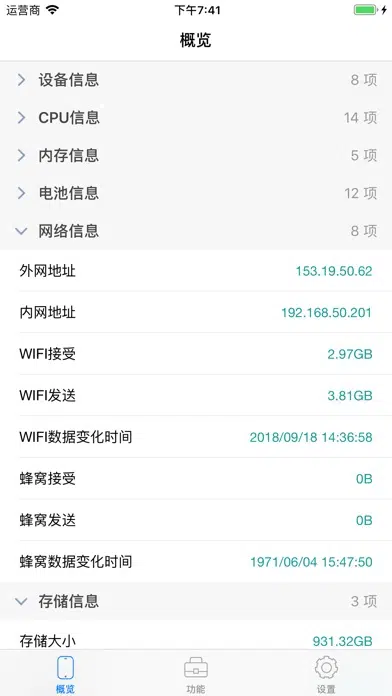 运营商 下午7:41
概览
设备信息 8 项
CPU信息 14 项
内存信息 5 项
电池信息 12 项
网络信息 8 项
外网地址 153.19.50.62
内网地址 192.168.50.201
WIFI接受 2.97GB
WIFI发送 3.81GB
WIFI数据变化时间 2018/09/18 14:36:58
蜂窝接受 0B
蜂窝发送 0B
蜂窝数据变化时间 1971/06/04 15:47:50
存储信息 3 项
存储大小 931.32GB
概览 功能 设置